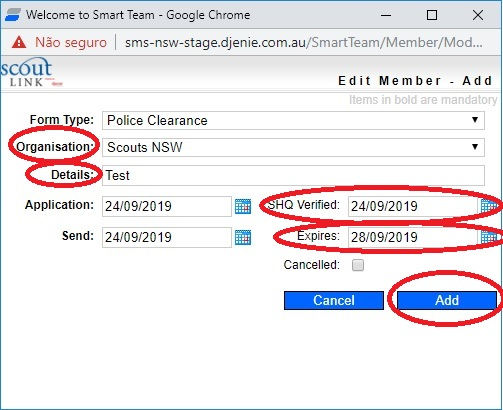 Welcome to Smart Team - Google Chrome
Não seguro | sms-nsw-stage.djenie.com.au/SmartTeam/Member/Mod...
scout
LINK
Edit Member - Add
Items in bold are mandatory
Form Type: Police Clearance
Organisation: Scouts NSW
Details: Test
Application: 24/09/2019 SHQ Verified: 24/09/2019
Send: 24/09/2019 Expires: 28/09/2019
Cancelled:
Cancel Add